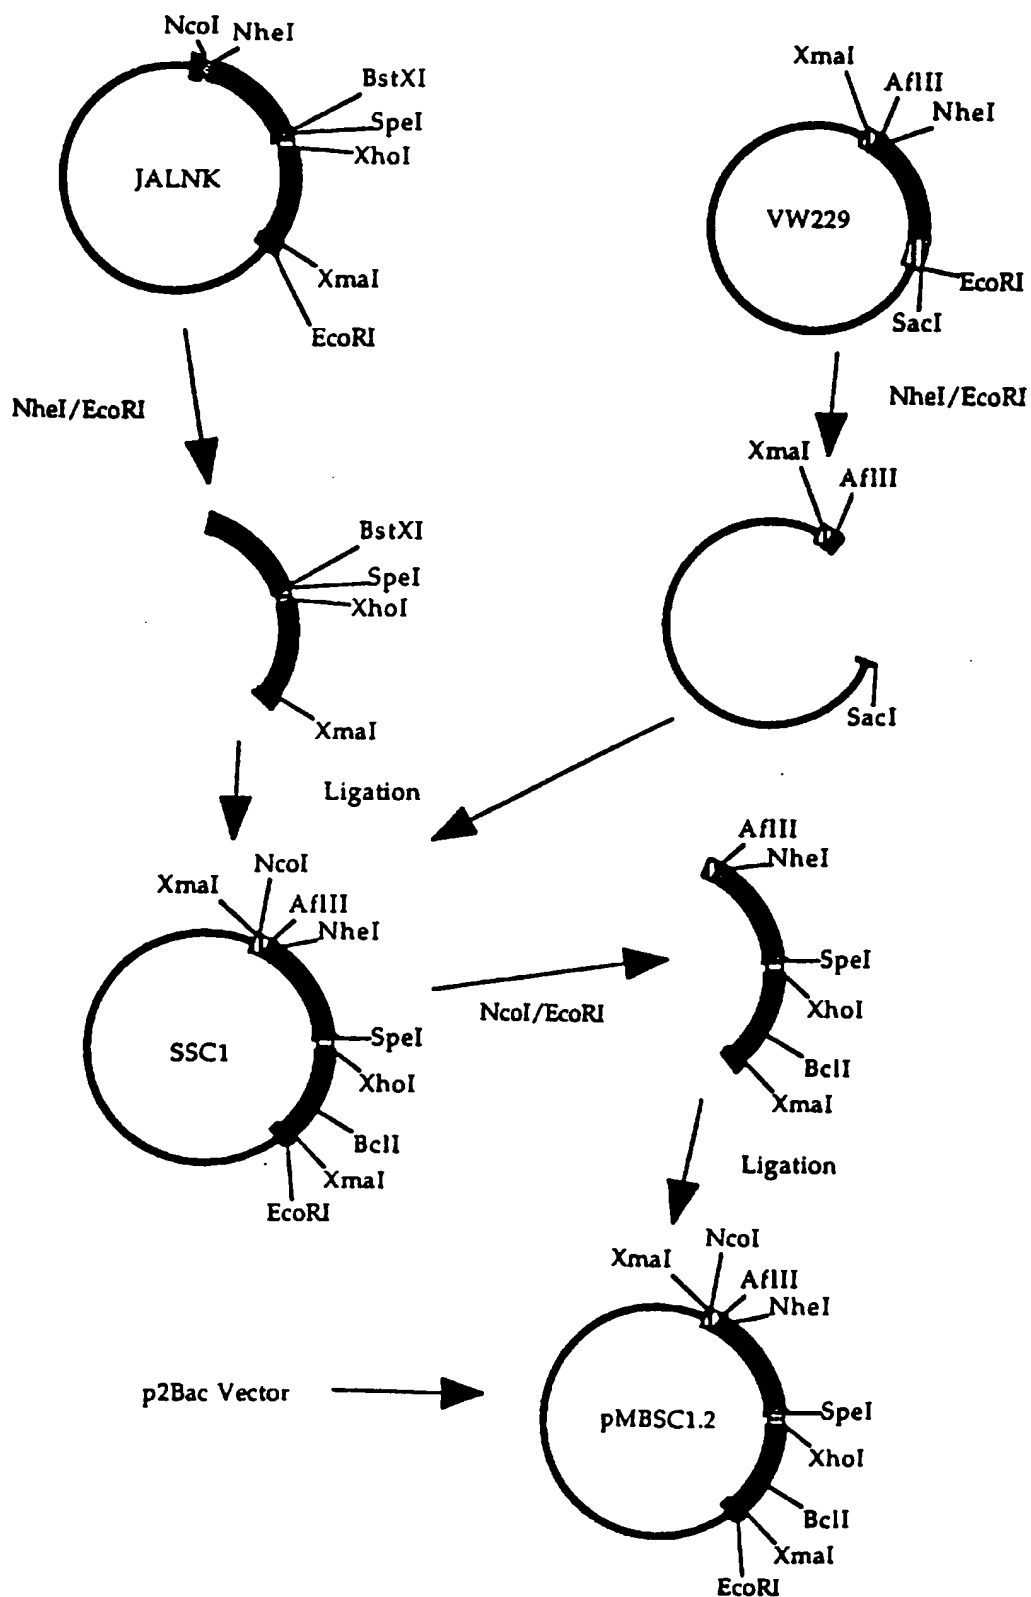 NcoI
NheI
BstXI
SpeI
XhoI
JALNK
XmaI
EcoRI
XmaI
AflII
NheI
VW229
EcoRI
SacI
NheI/EcoRI
NheI/EcoRI
BstXI
SpeI
XhoI
XmaI
XmaI
AflII
SacI
Ligation
XmaI
NcoI
AflII
NheI
SSC1
SpeI
XhoI
BclI
XmaI
EcoRI
NcoI/EcoRI
AflII
NheI
SpeI
XhoI
BclI
XmaI
Ligation
p2Bac Vector
XmaI
NcoI
AflII
NheI
pMBSC1.2
SpeI
XhoI
BclI
XmaI
EcoRI